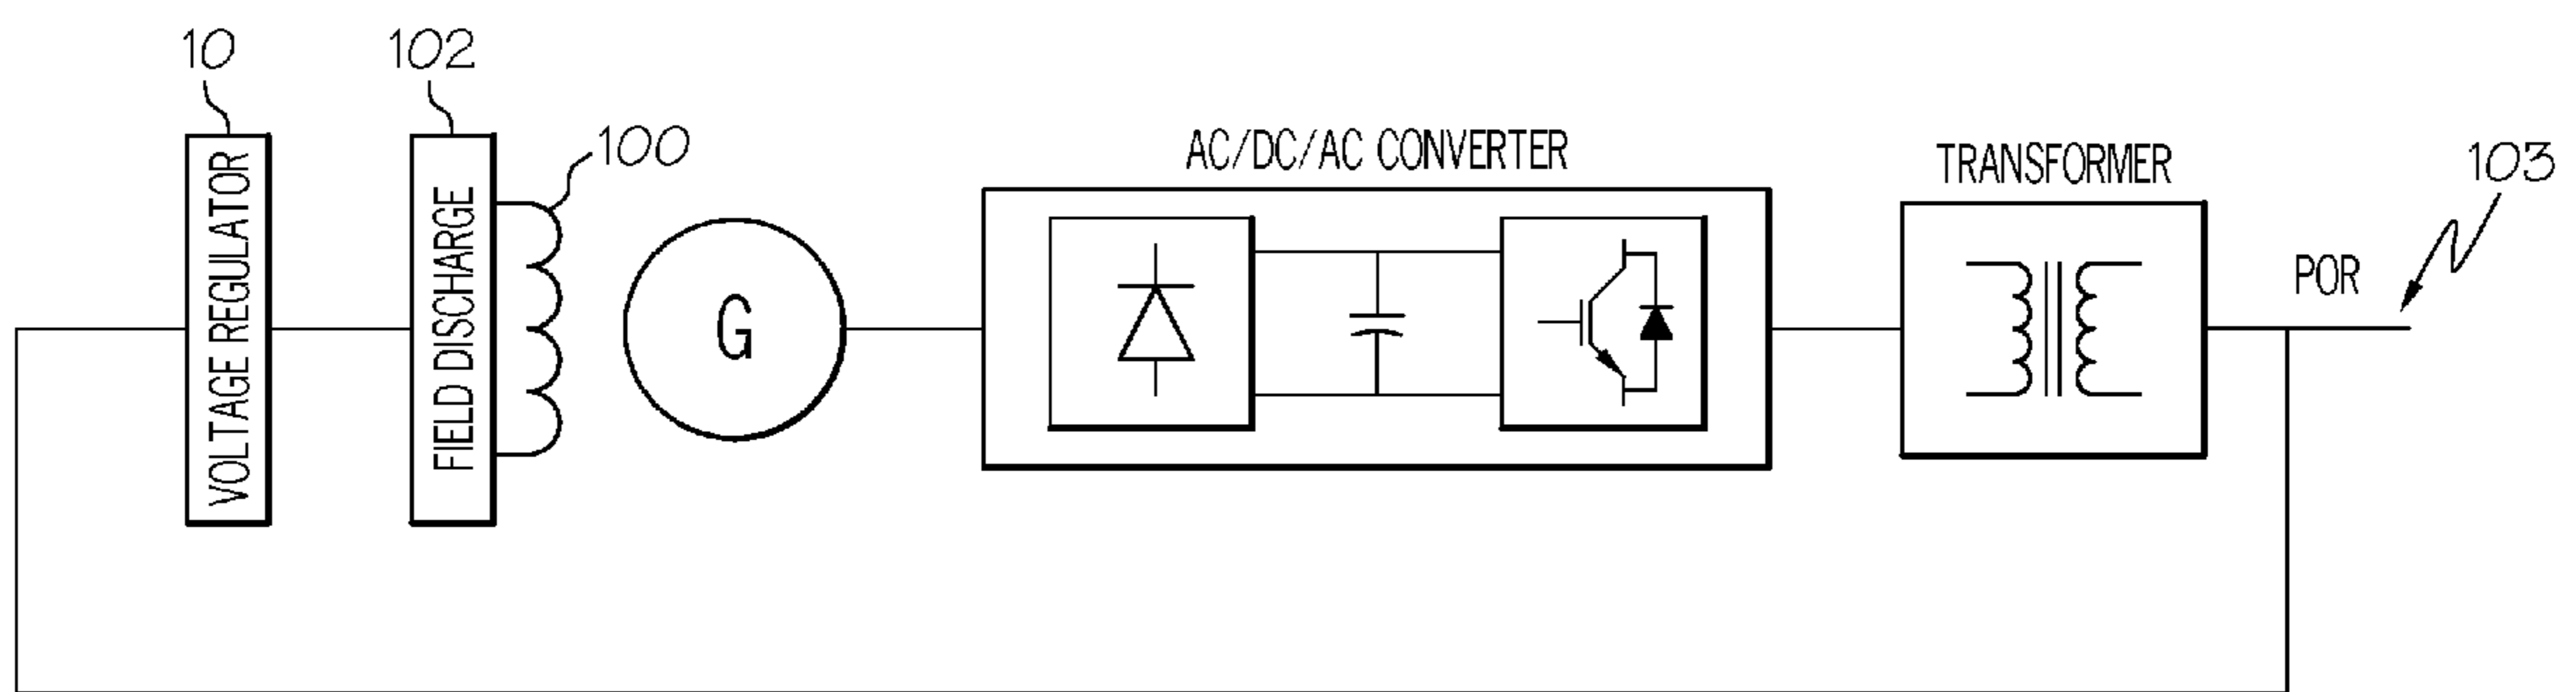 10
102
100
VOLTAGE REGULATOR
FIELD DISCHARGE
G
AC/DC/AC CONVERTER
TRANSFORMER
POR
103